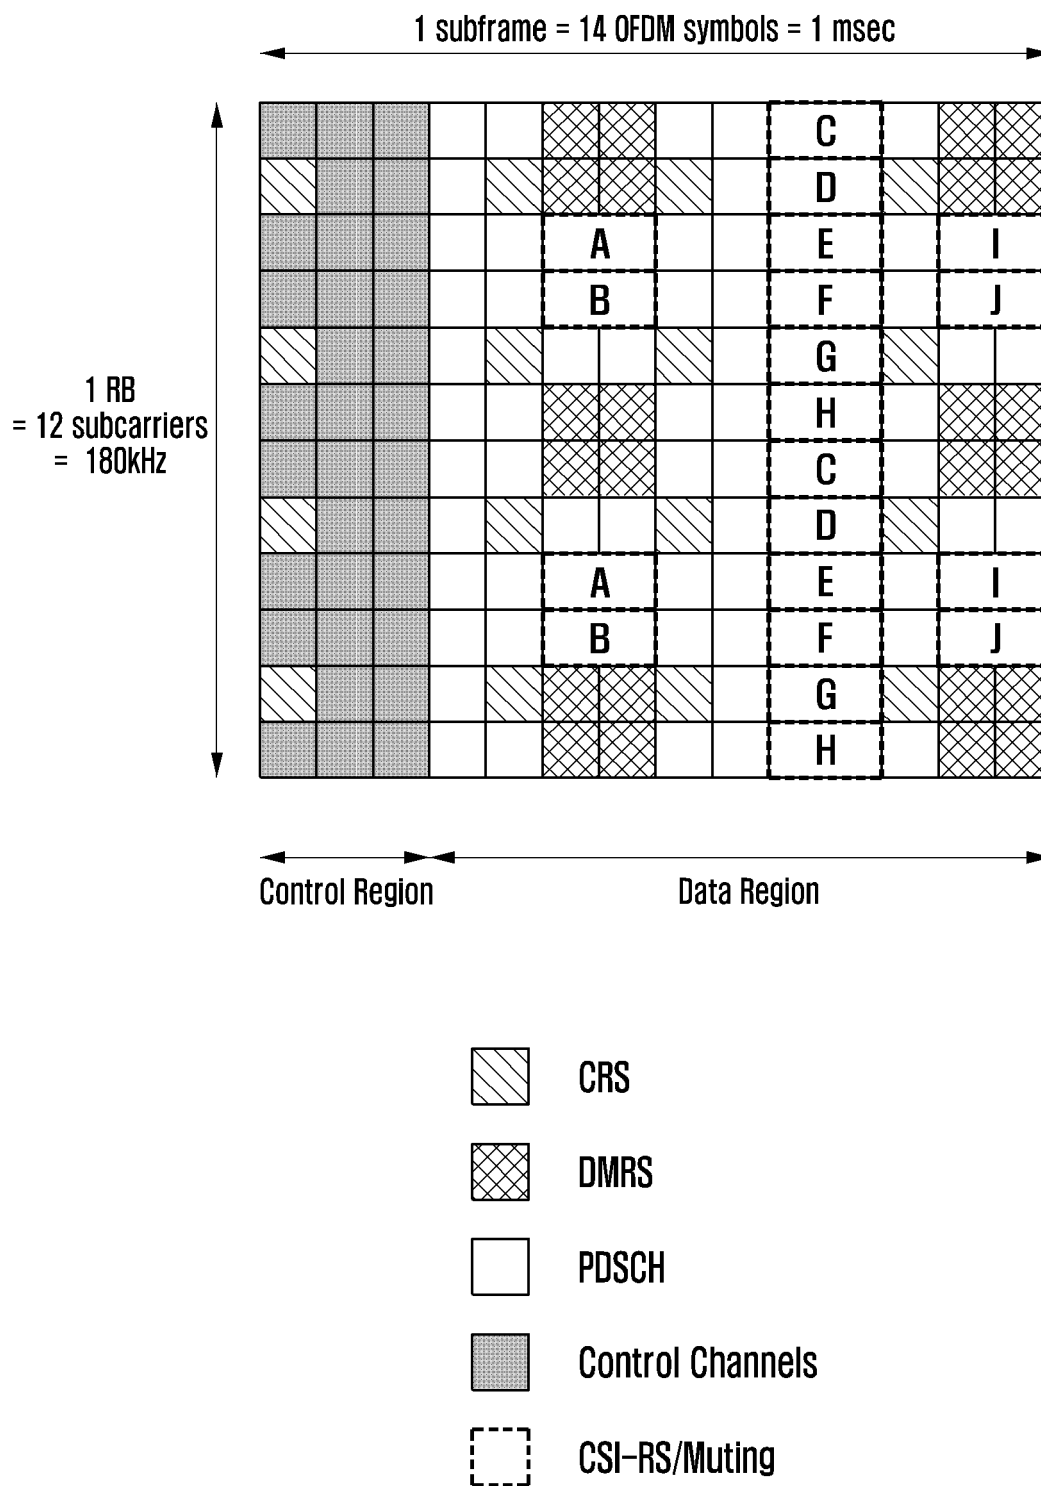 1 subframe = 14 OFDM symbols = 1 msec
C
D
A E I
B F J
G
1 RB
= 12 subcarriers
= 180kHz
H
C
D
A E I
B F J
G
H
Control Region Data Region
CRS
DMRS
PDSCH
Control Channels
CSI-RS/Muting